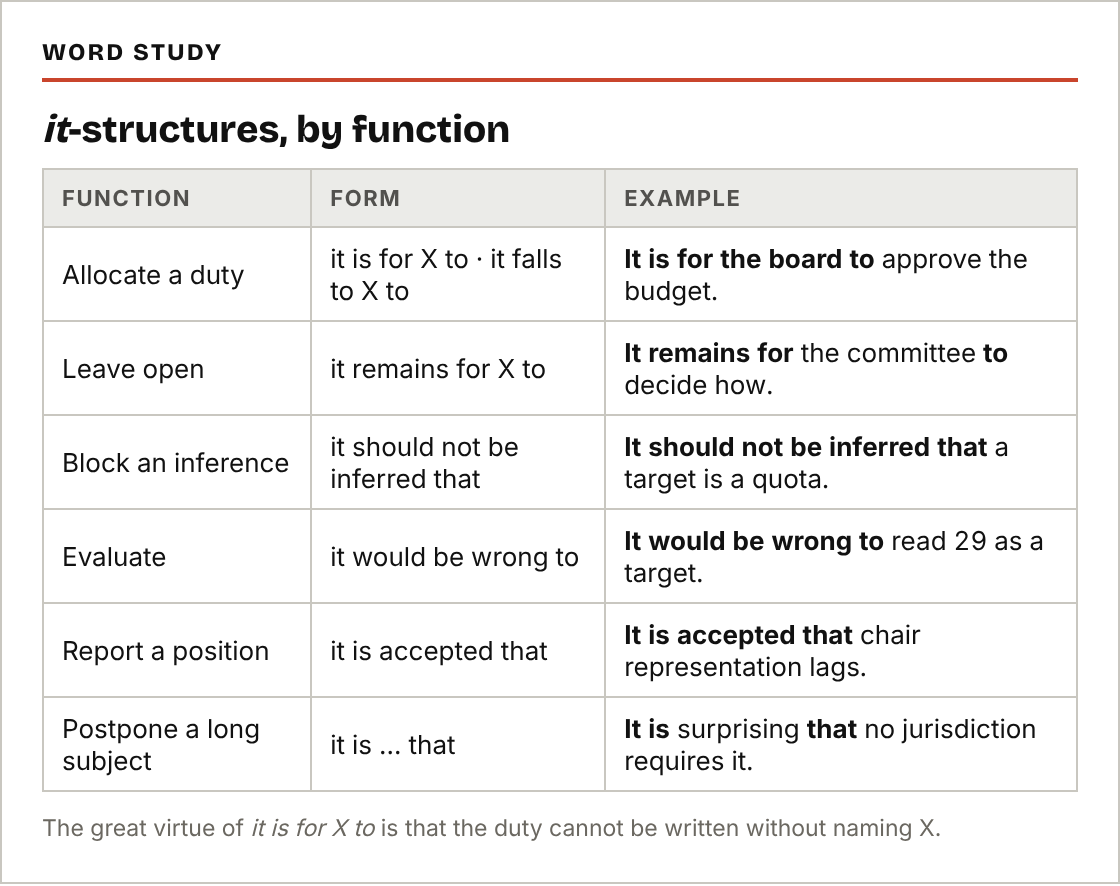 WORD STUDY
it-structures, by function
FUNCTION
FORM
EXAMPLE
Allocate a duty
it is for X to · it falls
to X to
It is for the board to approve the
budget.
Leave open
it remains for X to
It remains for the committee to
decide how.
Block an inference
it should not be
inferred that
It should not be inferred that a
target is a quota.
Evaluate
it would be wrong to
It would be wrong to read 29 as a
target.
Report a position
it is accepted that
It is accepted that chair
representation lags.
Postpone a long
subject
it is … that
It is surprising that no jurisdiction
requires it.
The great virtue of it is for X to is that the duty cannot be written without naming X.